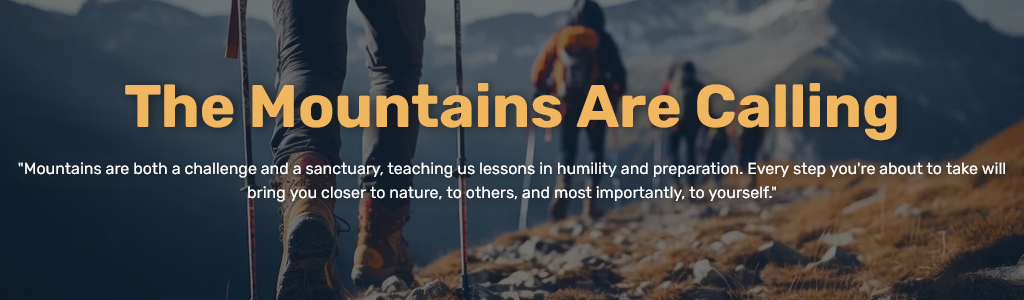 The Mountains Are Calling
"Mountains are both a challenge and a sanctuary, teaching us lessons in humility and preparation. Every step you're about to take will
bring you closer to nature, to others, and most importantly, to yourself."